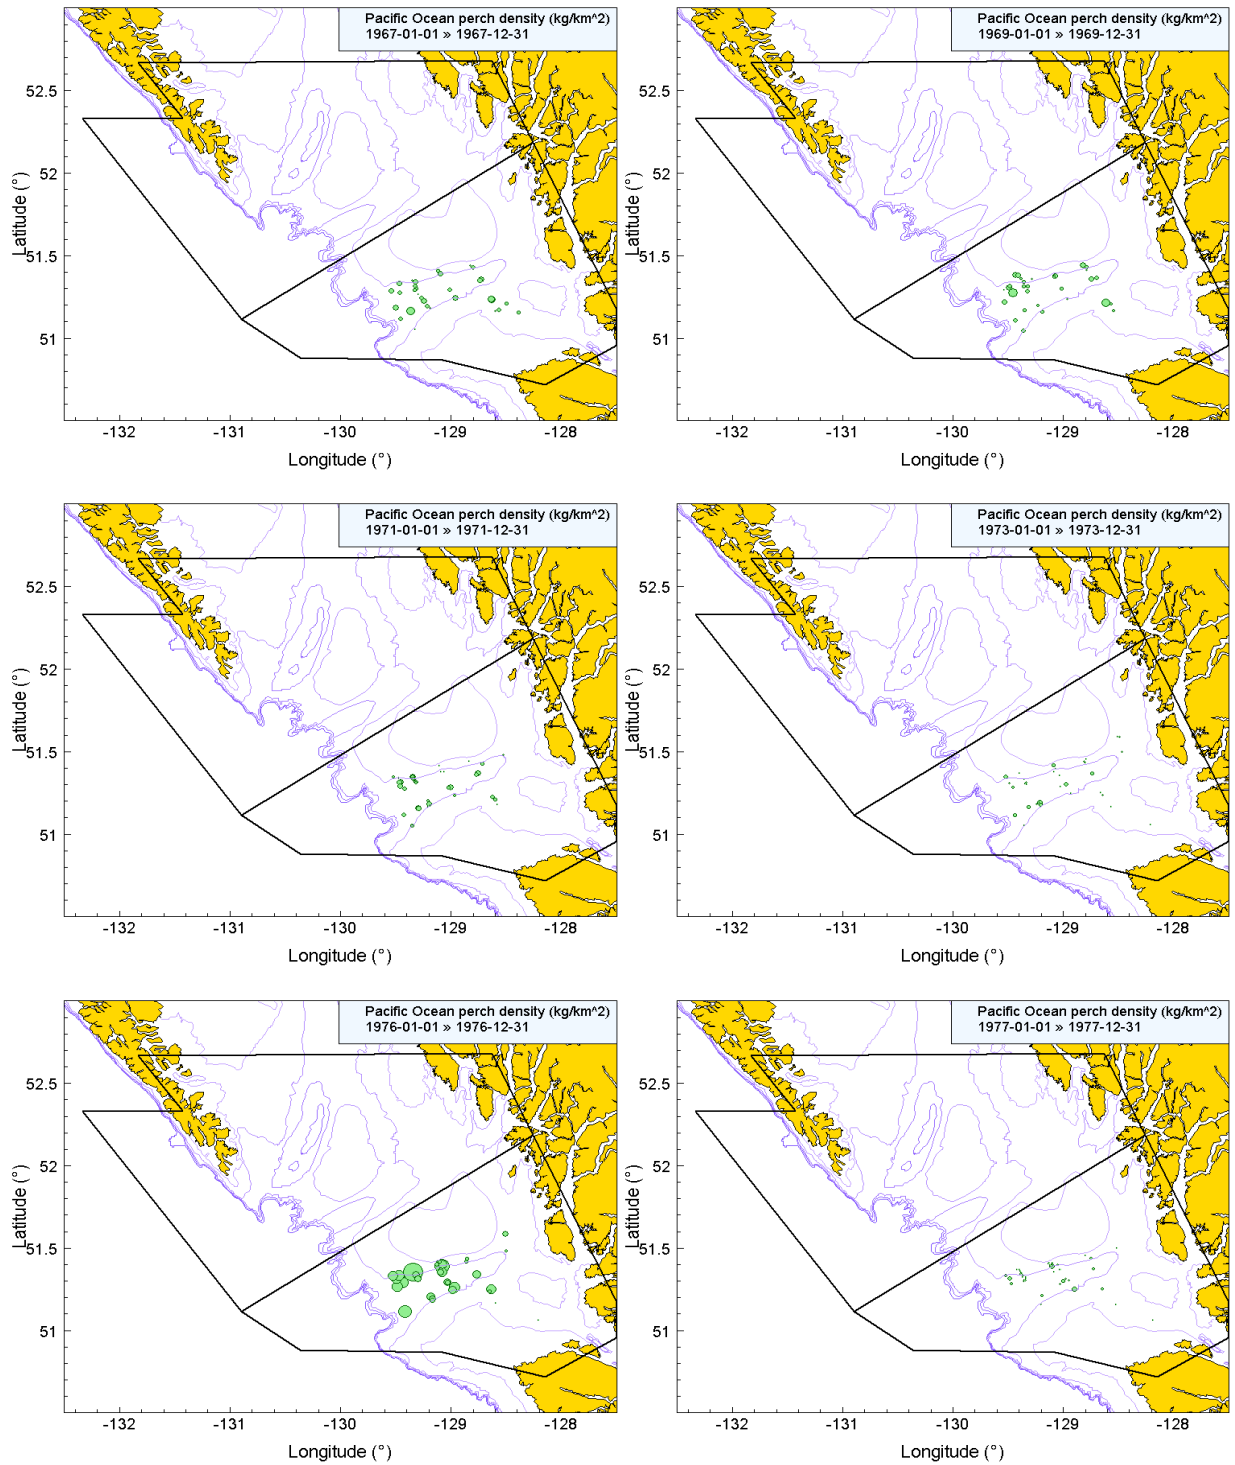 Pacific Ocean perch density (kg/km^2)
1967-01-01 » 1967-12-31
52.5
52
51.5
51
Latitude (°)
-132
-131
-130
-129
-128
Longitude (°)
Pacific Ocean perch density (kg/km^2)
1969-01-01 » 1969-12-31
52.5
52
51.5
51
Latitude (°)
-132
-131
-130
-129
-128
Longitude (°)
Pacific Ocean perch density (kg/km^2)
1971-01-01 » 1971-12-31
52.5
52
51.5
51
Latitude (°)
-132
-131
-130
-129
-128
Longitude (°)
Pacific Ocean perch density (kg/km^2)
1973-01-01 » 1973-12-31
52.5
52
51.5
51
Latitude (°)
-132
-131
-130
-129
-128
Longitude (°)
Pacific Ocean perch density (kg/km^2)
1976-01-01 » 1976-12-31
52.5
52
51.5
51
Latitude (°)
-132
-131
-130
-129
-128
Longitude (°)
Pacific Ocean perch density (kg/km^2)
1977-01-01 » 1977-12-31
52.5
52
51.5
51
Latitude (°)
-132
-131
-130
-129
-128
Longitude (°)